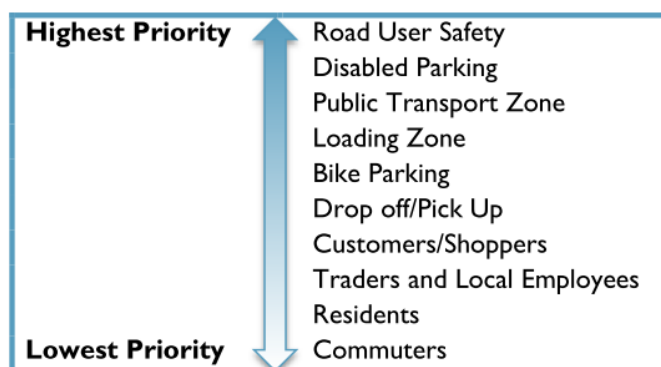 Highest Priority Road User Safety
Disabled Parking
Public Transport Zone
Loading Zone
Bike Parking
Drop off/Pick Up
Customers/Shoppers
Traders and Local Employees
Residents
Lowest Priority Commuters